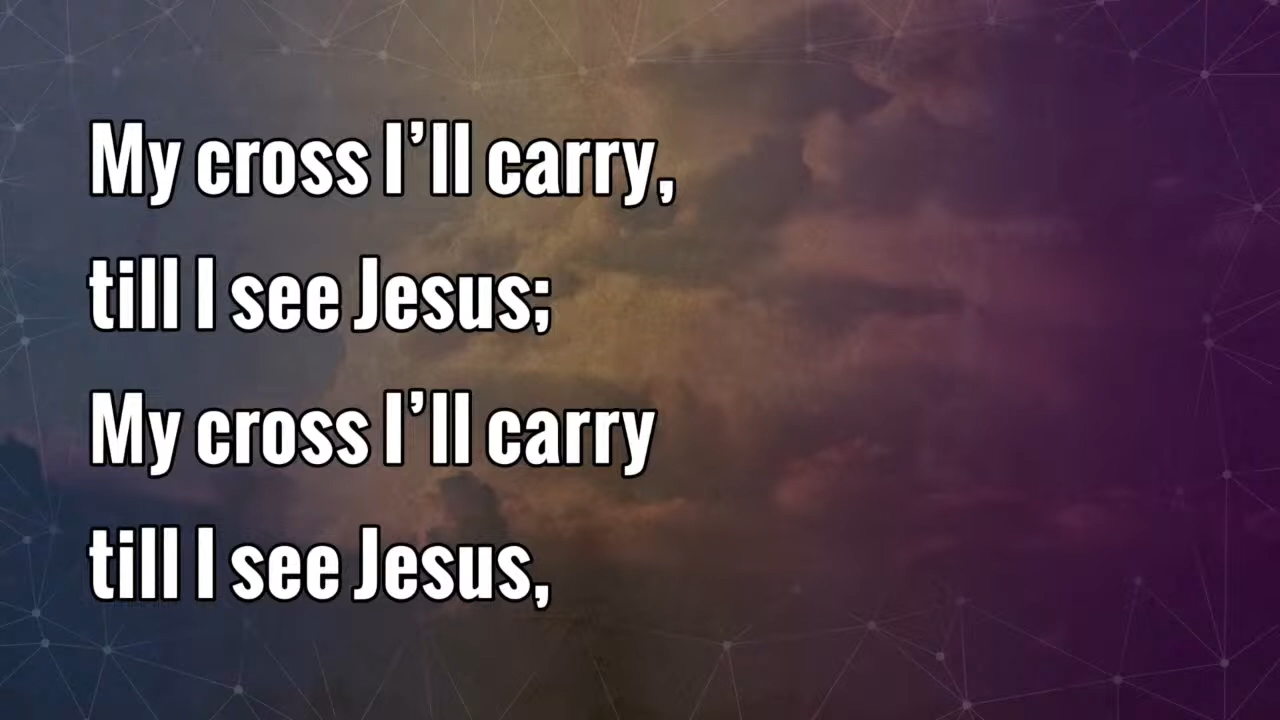 My cross I’ll carry,
till I see Jesus;
My cross I’ll carry
till I see Jesus,